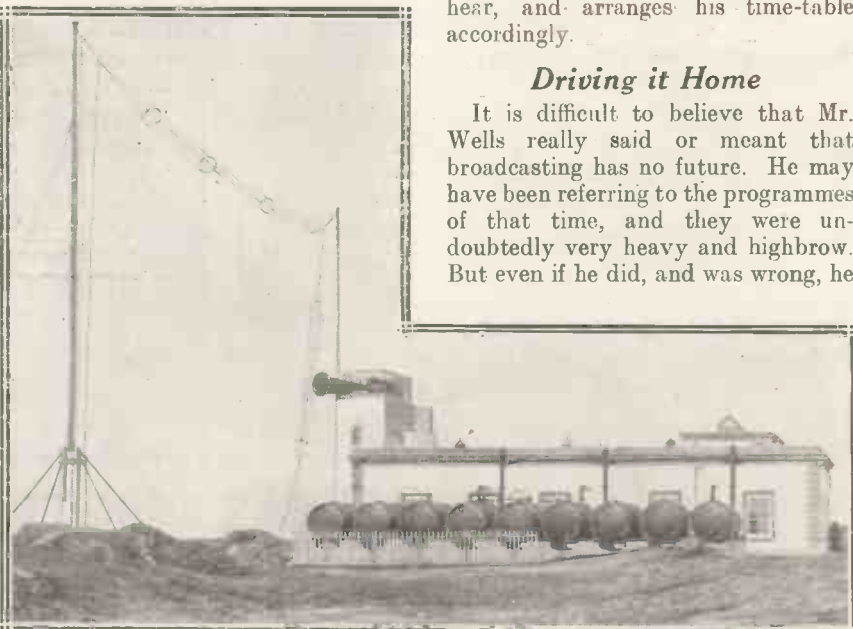 hear, and arranges his time-table
accordingly.
Driving it Home
It is difficult to believe that Mr.
Wells really said or meant that
broadcasting has no future. He may
have been referring to the programmes
of that time, and they were un-
doubtedly very heavy and highbrow.
But even if he did, and was wrong, he